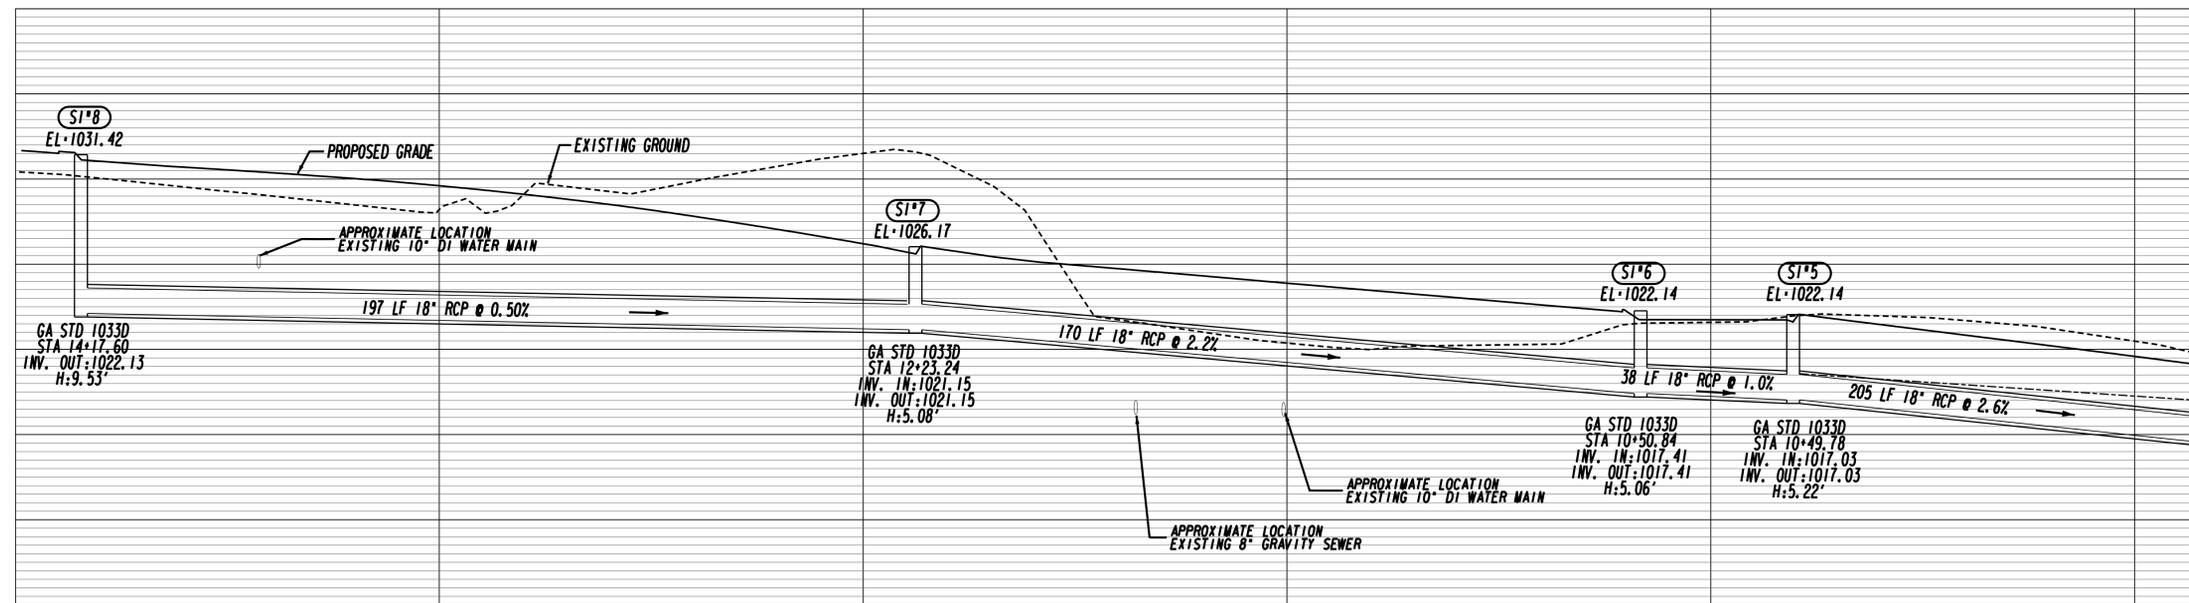 SI#8
EL=1031.42
PROPOSED GRADE
EXISTING GROUND
APPROXIMATE LOCATION
EXISTING 10" DI WATER MAIN
197 LF 18" RCP @ 0.50%
GA STD 1033D
STA 14+17.60
INV. OUT:1022.13
H:9.53'
SI#7
EL=1026.17
GA STD 1033D
STA 12+23.24
INV. IN:1021.15
INV. OUT:1021.15
H:5.08'
170 LF 18" RCP @ 2.2%
APPROXIMATE LOCATION
EXISTING 8" GRAVITY SEWER
APPROXIMATE LOCATION
EXISTING 10" DI WATER MAIN
SI#6
EL=1022.14
38 LF 18" RCP @ 1.0%
GA STD 1033D
STA 10+50.84
INV. IN:1017.41
INV. OUT:1017.41
H:5.06'
SI#5
EL=1022.14
205 LF 18" RCP @ 2.6%
GA STD 1033D
STA 10+49.78
INV. IN:1017.03
INV. OUT:1017.03
H:5.22'